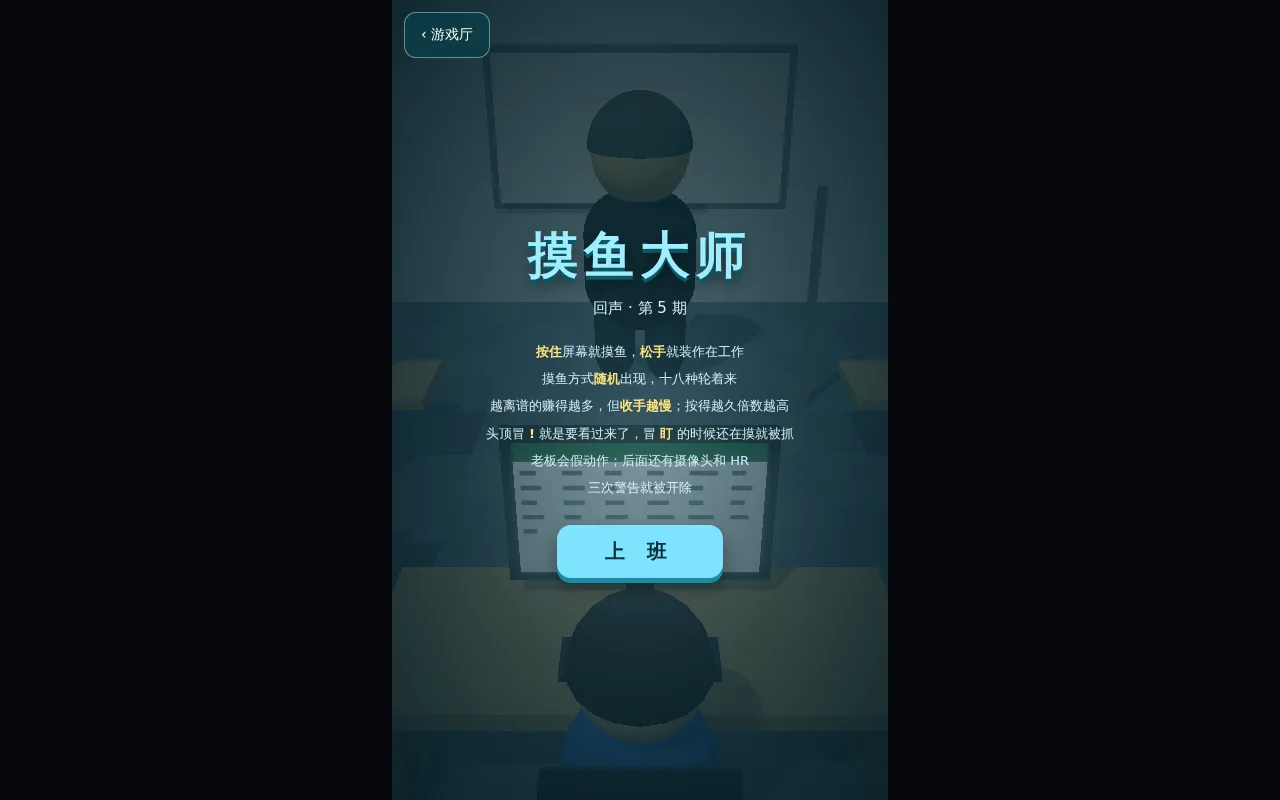 ‹ 游戏厅
摸鱼大师
回声 · 第 5 期
按住屏幕就摸鱼，松手就装作在工作
摸鱼方式随机出现，十八种轮着来
越离谱的赚得越多，但收手越慢；按得越久倍数越高
头顶冒 ! 就是要看过来了，冒 盯 的时候还在摸就被抓
老板会假动作；后面还有摄像头和 HR
三次警告就被开除
上 班